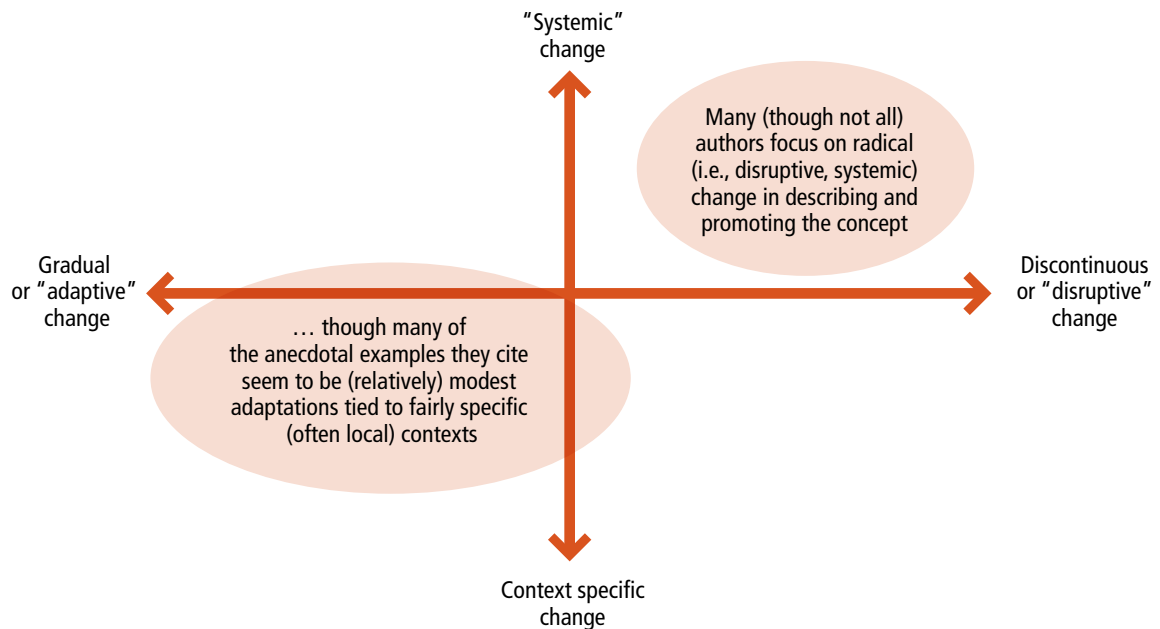 “Systemic”
change
Many (though not all)
authors focus on radical
(i.e., disruptive, systemic)
change in describing and
promoting the concept
Gradual
or “adaptive”
change
Discontinuous
or “disruptive”
change
… though many of
the anecdotal examples they cite
seem to be (relatively) modest
adaptations tied to fairly specific
(often local) contexts
Context specific
change